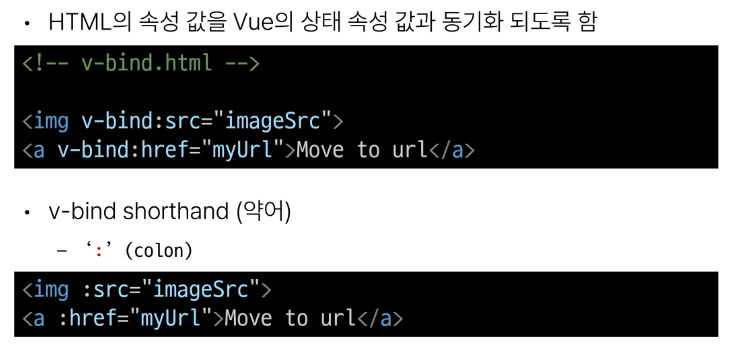 • HTML의 속성 값을 Vue의 상태 속성 값과 동기화 되도록 함
<!-- v-bind.html -->
<img v-bind:src="imageSrc">
<a v-bind:href="myUrl">Move to url</a>
• v-bind shorthand (약어)
– ‘:’ (colon)
<img :src="imageSrc">
<a :href="myUrl">Move to url</a>